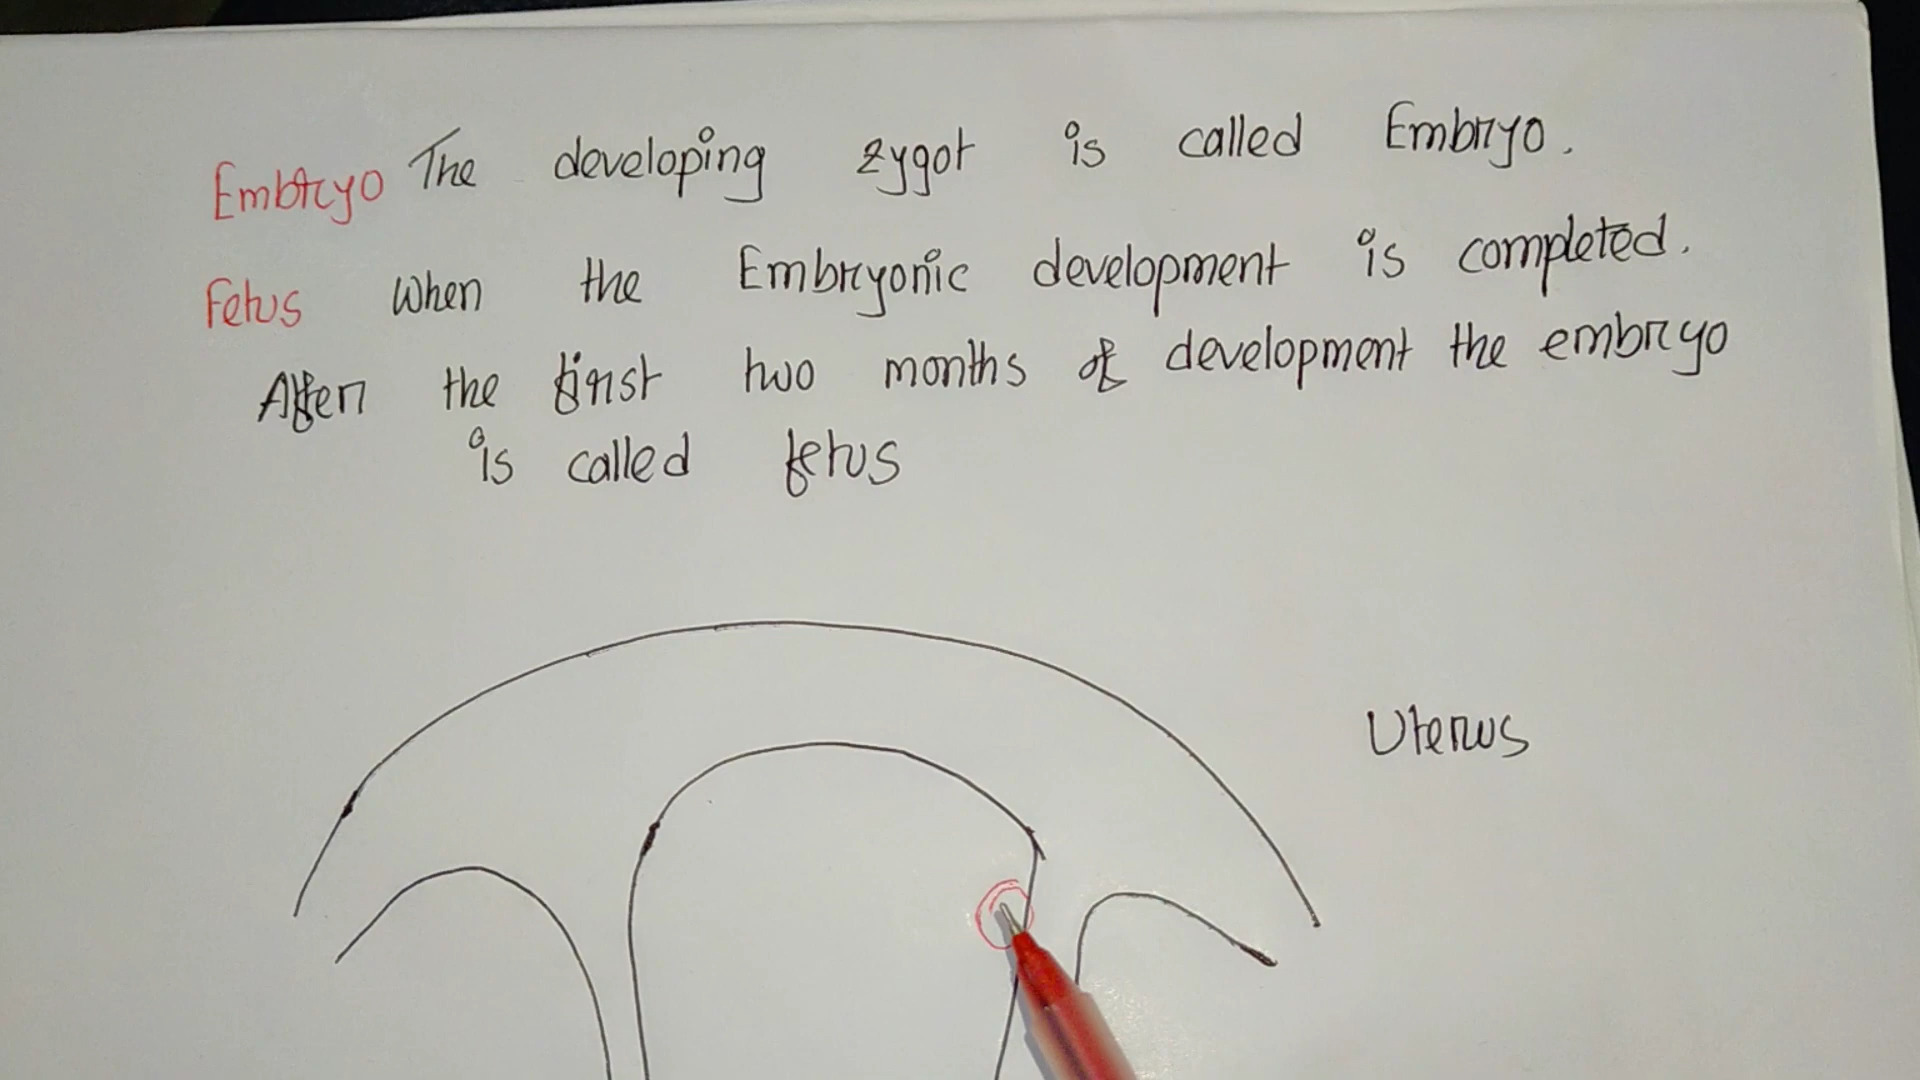 Embryo The developing zygot is called Embryo.
Fetus When the Embryonic development is completed.
After the first two months of development the embryo
is called fetus
Uterus